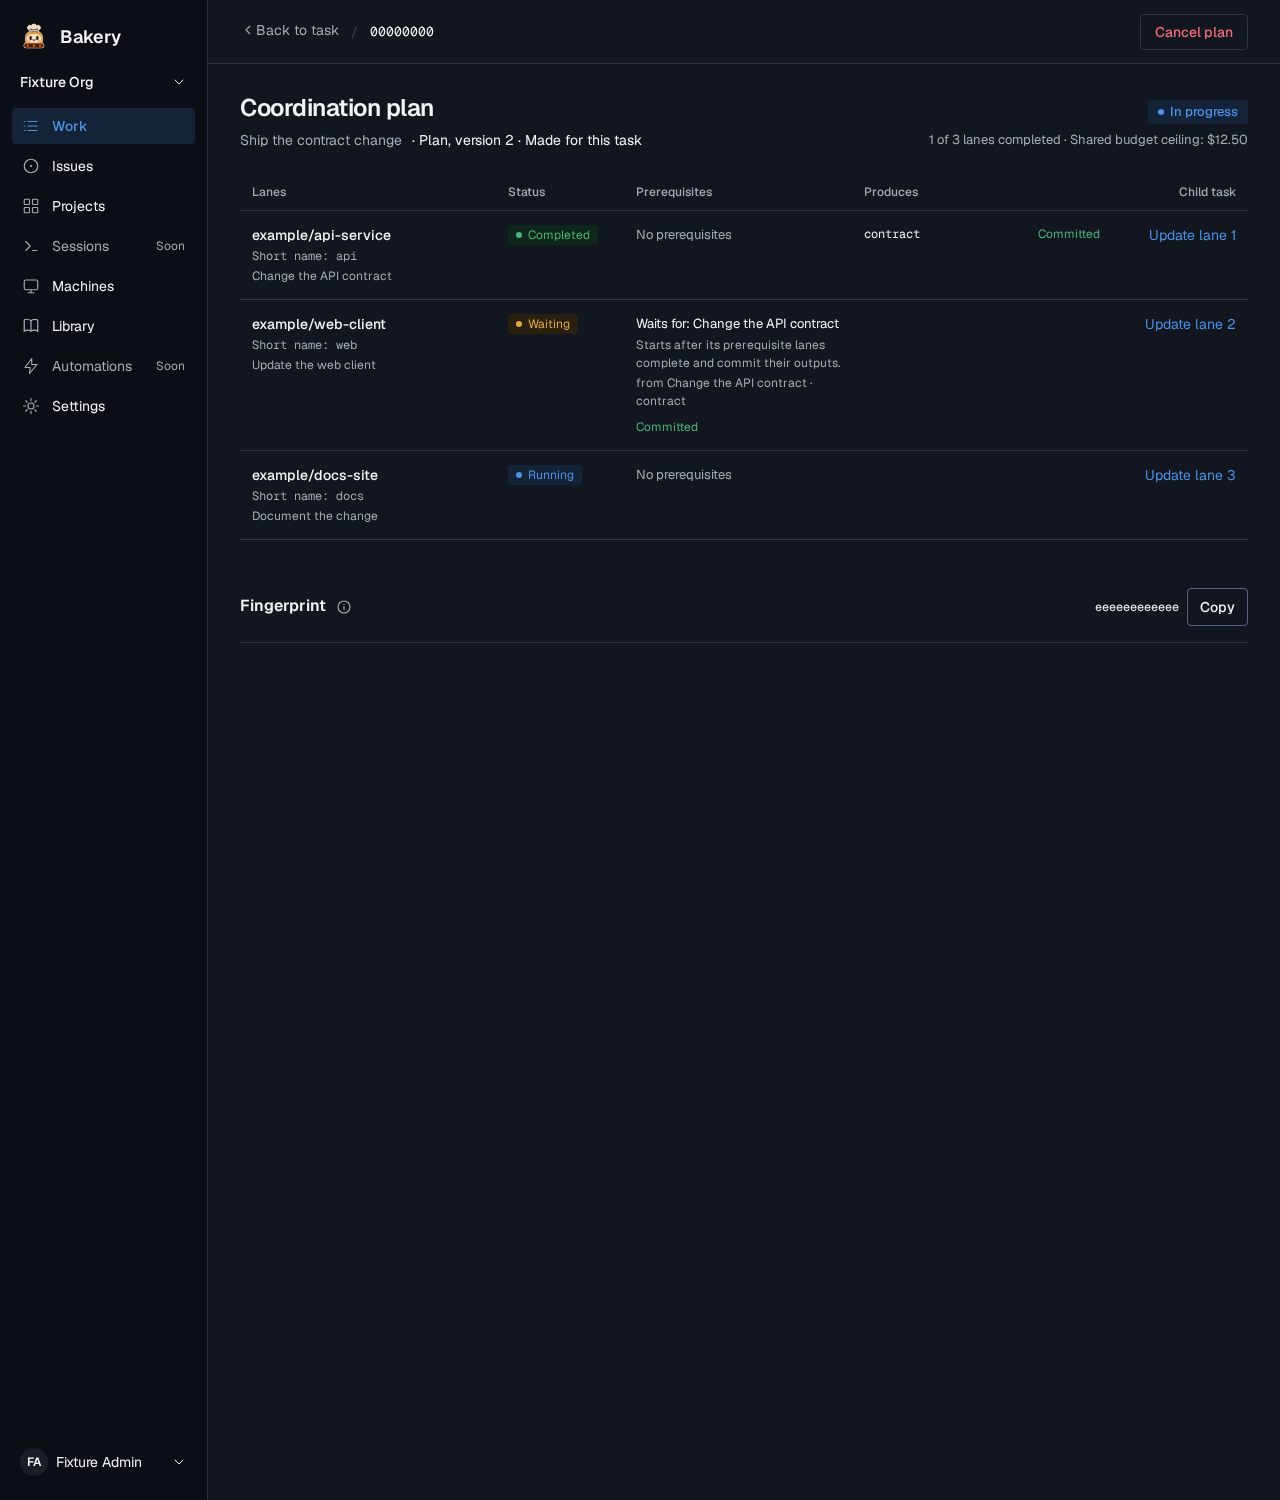 Bakery
Fixture Org
Work
Issues
Projects
Sessions Soon
Machines
Library
Automations Soon
Settings
FA Fixture Admin
Back to task / 00000000
Cancel plan
Coordination plan
In progress
Ship the contract change · Plan, version 2 · Made for this task
1 of 3 lanes completed · Shared budget ceiling: $12.50
Lanes Status Prerequisites Produces Child task
example/api-service Completed No prerequisites contract Committed Update lane 1
Short name: api
Change the API contract
example/web-client Waiting Waits for: Change the API contract Update lane 2
Short name: web Starts after its prerequisite lanes
Update the web client complete and commit their outputs.
from Change the API contract ·
contract
Committed
example/docs-site Running No prerequisites Update lane 3
Short name: docs
Document the change
Fingerprint eeeeeeeeeeee Copy